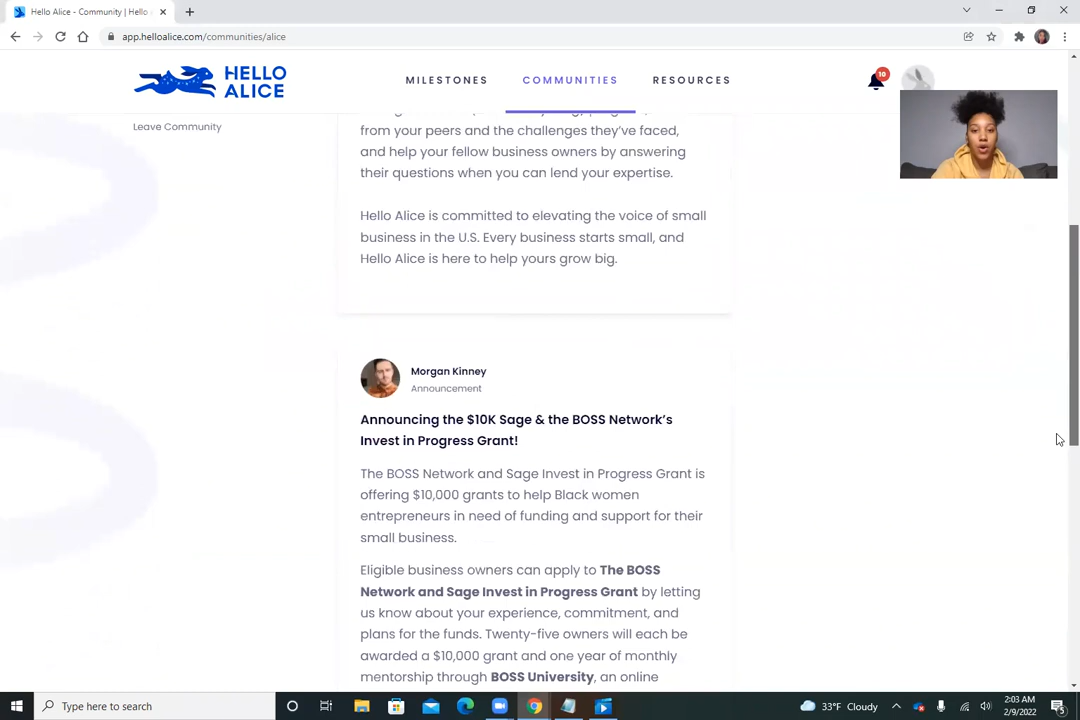 Hello Alice - Community | Hello
app.helloalice.com/communities/alice
HELLO
ALICE
MILESTONES
COMMUNITIES
RESOURCES
10
Leave Community
from your peers and the challenges they've faced,
and help your fellow business owners by answering
their questions when you can lend your expertise.
Hello Alice is committed to elevating the voice of small
business in the U.S. Every business starts small, and
Hello Alice is here to help yours grow big.
Morgan Kinney
Announcement
Announcing the $10K Sage & the BOSS Network's
Invest in Progress Grant!
The BOSS Network and Sage Invest in Progress Grant is
offering $10,000 grants to help Black women
entrepreneurs in need of funding and support for their
small business.
Eligible business owners can apply to The BOSS
Network and Sage Invest in Progress Grant by letting
us know about your experience, commitment, and
plans for the funds. Twenty-five owners will each be
awarded a $10,000 grant and one year of monthly
mentorship through BOSS University, an online
Type here to search
33°F Cloudy
2:03 AM
2/9/2022
5